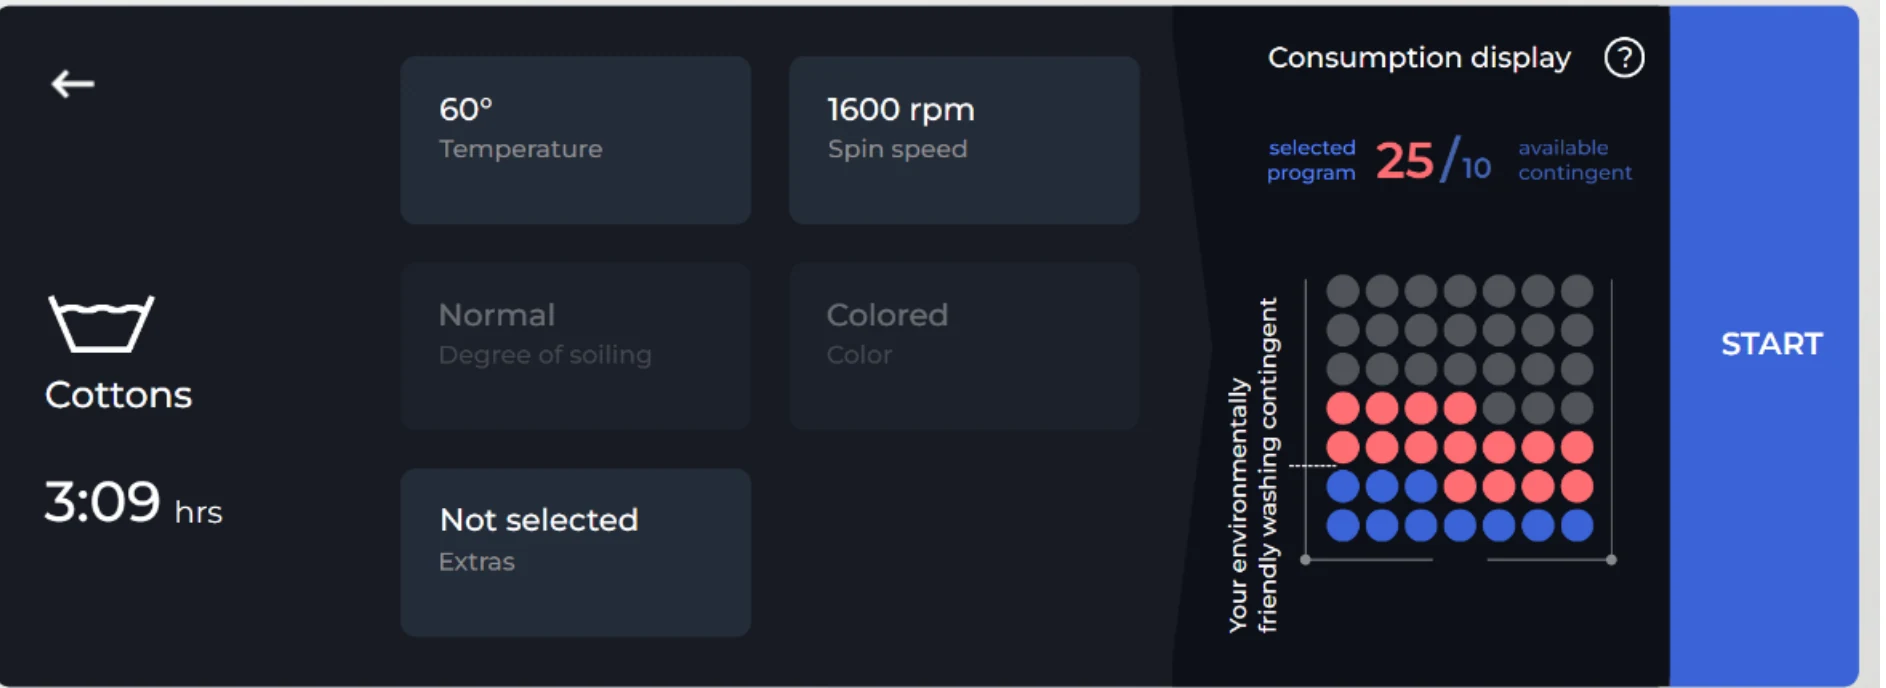 Cottons
3:09 hrs
60°
Temperature
1600 rpm
Spin speed
Normal
Degree of soiling
Colored
Color
Not selected
Extras
Consumption display ?
selected
program
25/10
available
contingent
Your environmentally
friendly washing contingent
START